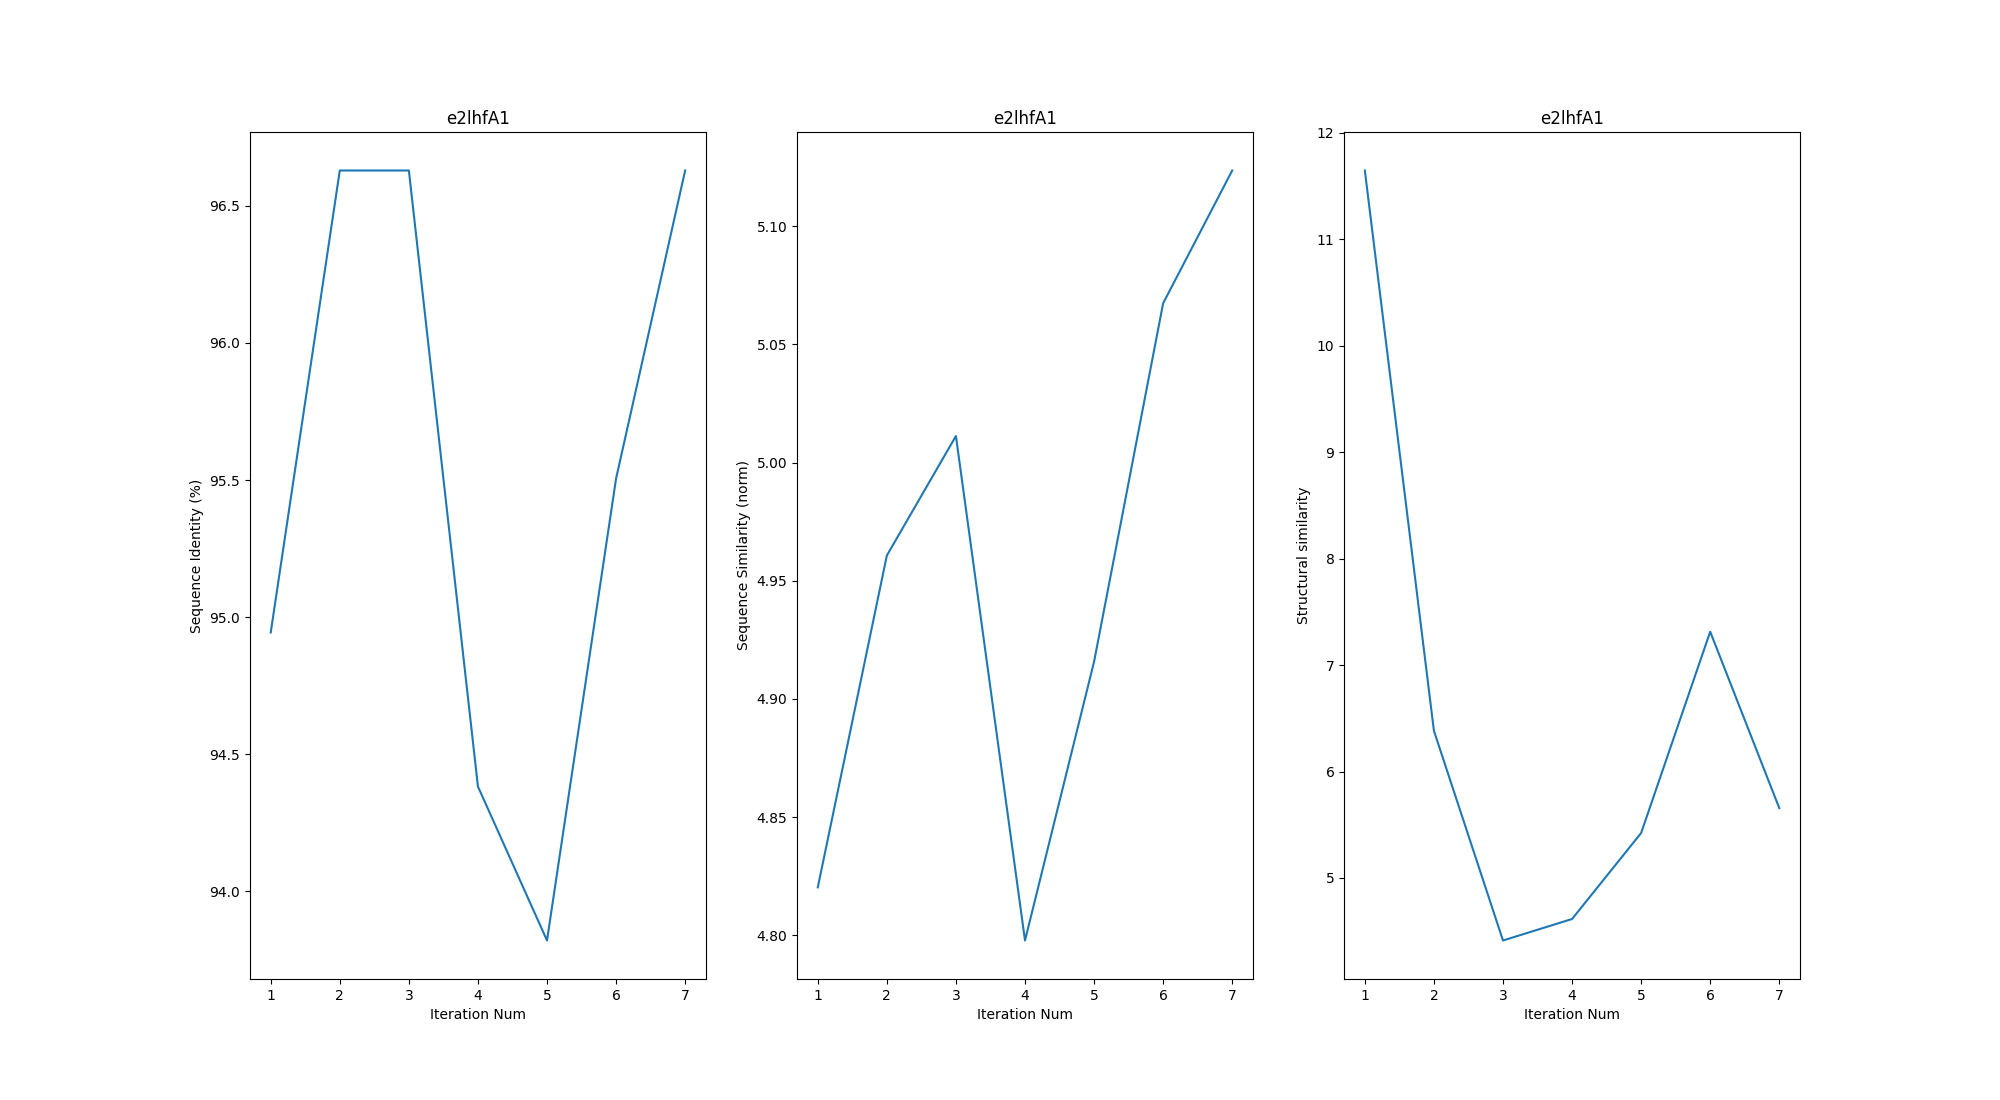 e2lhfA1
Sequence Identity (%)
96.5
96.0
95.5
95.0
94.5
94.0
1 2 3 4 5 6 7
Iteration Num
e2lhfA1
Sequence Similarity (norm)
5.10
5.05
5.00
4.95
4.90
4.85
4.80
1 2 3 4 5 6 7
Iteration Num
e2lhfA1
Structural similarity
12
11
10
9
8
7
6
5
1 2 3 4 5 6 7
Iteration Num